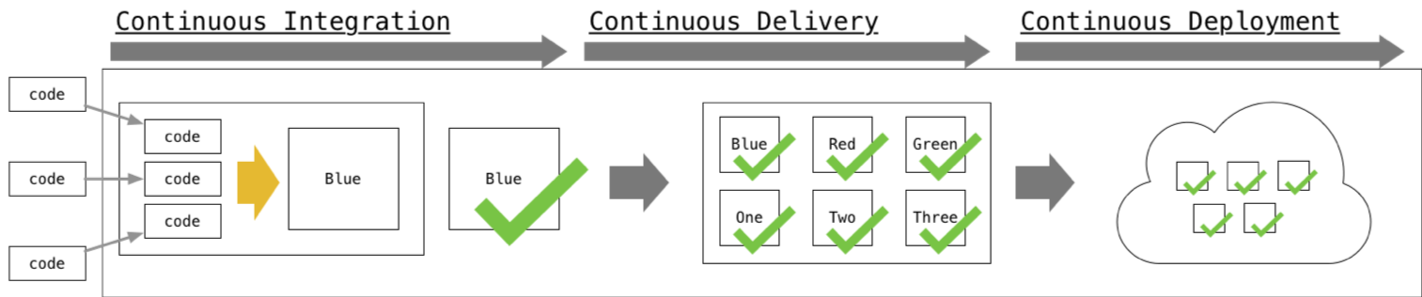 Continuous Integration
Continuous Delivery
Continuous Deployment
code
code
code
code
code
code
Blue
Blue
Blue
Red
Green
One
Two
Three